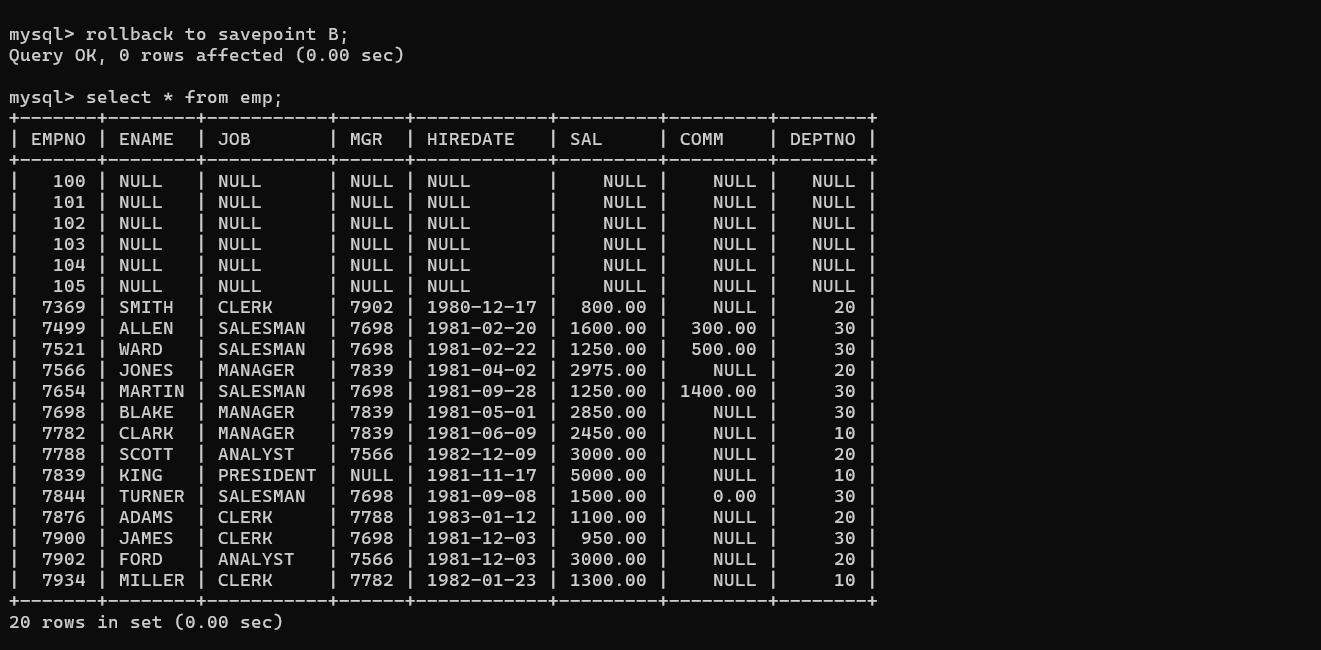 mysql> rollback to savepoint B;
Query OK, 0 rows affected (0.00 sec)
mysql> select * from emp;
+-------+--------+-----------+------+------------+---------+---------+--------+
| EMPNO | ENAME  | JOB       | MGR  | HIREDATE   | SAL     | COMM    | DEPTNO |
+-------+--------+-----------+------+------------+---------+---------+--------+
|   100 | NULL   | NULL      | NULL | NULL       |    NULL |    NULL |   NULL |
|   101 | NULL   | NULL      | NULL | NULL       |    NULL |    NULL |   NULL |
|   102 | NULL   | NULL      | NULL | NULL       |    NULL |    NULL |   NULL |
|   103 | NULL   | NULL      | NULL | NULL       |    NULL |    NULL |   NULL |
|   104 | NULL   | NULL      | NULL | NULL       |    NULL |    NULL |   NULL |
|   105 | NULL   | NULL      | NULL | NULL       |    NULL |    NULL |   NULL |
|  7369 | SMITH  | CLERK     | 7902 | 1980-12-17 |  800.00 |    NULL |     20 |
|  7499 | ALLEN  | SALESMAN  | 7698 | 1981-02-20 | 1600.00 |  300.00 |     30 |
|  7521 | WARD   | SALESMAN  | 7698 | 1981-02-22 | 1250.00 |  500.00 |     30 |
|  7566 | JONES  | MANAGER   | 7839 | 1981-04-02 | 2975.00 |    NULL |     20 |
|  7654 | MARTIN | SALESMAN  | 7698 | 1981-09-28 | 1250.00 | 1400.00 |     30 |
|  7698 | BLAKE  | MANAGER   | 7839 | 1981-05-01 | 2850.00 |    NULL |     30 |
|  7782 | CLARK  | MANAGER   | 7839 | 1981-06-09 | 2450.00 |    NULL |     10 |
|  7788 | SCOTT  | ANALYST   | 7566 | 1982-12-09 | 3000.00 |    NULL |     20 |
|  7839 | KING   | PRESIDENT | NULL | 1981-11-17 | 5000.00 |    NULL |     10 |
|  7844 | TURNER | SALESMAN  | 7698 | 1981-09-08 | 1500.00 |    0.00 |     30 |
|  7876 | ADAMS  | CLERK     | 7788 | 1983-01-12 | 1100.00 |    NULL |     20 |
|  7900 | JAMES  | CLERK     | 7698 | 1981-12-03 |  950.00 |    NULL |     30 |
|  7902 | FORD   | ANALYST   | 7566 | 1981-12-03 | 3000.00 |    NULL |     20 |
|  7934 | MILLER | CLERK     | 7782 | 1982-01-23 | 1300.00 |    NULL |     10 |
+-------+--------+-----------+------+------------+---------+---------+--------+
20 rows in set (0.00 sec)